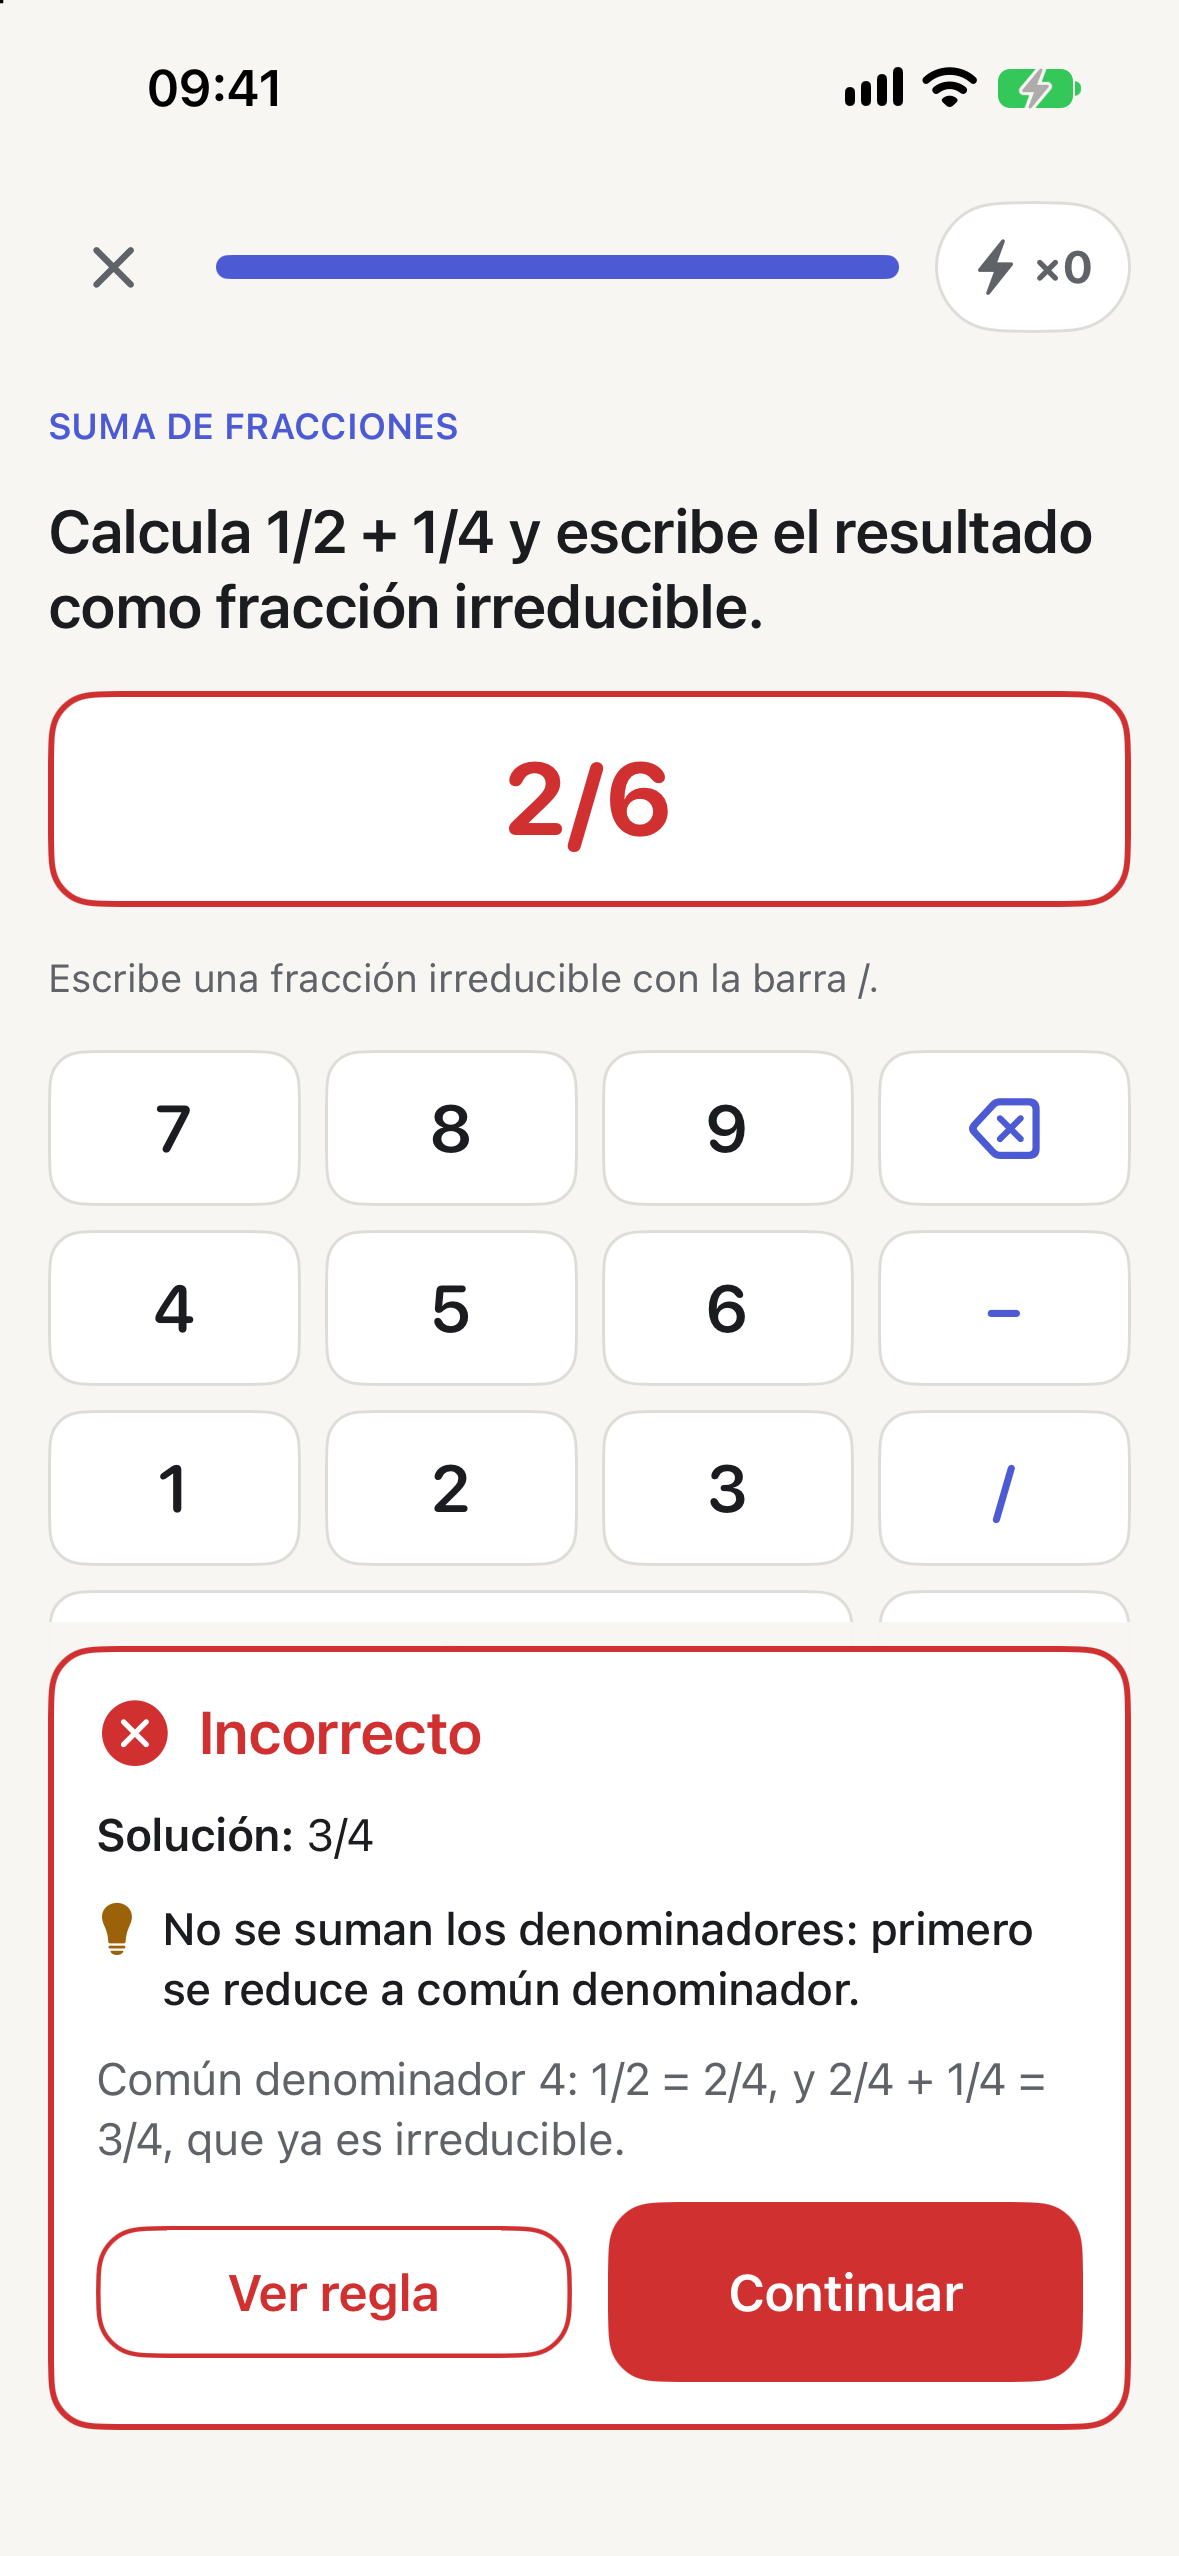 09:41
×0
SUMA DE FRACCIONES
Calcula 1/2 + 1/4 y escribe el resultado
como fracción irreducible.
2/6
Escribe una fracción irreducible con la barra /.
7 8 9
4 5 6 −
1 2 3 /
Incorrecto
Solución: 3/4
No se suman los denominadores: primero
se reduce a común denominador.
Común denominador 4: 1/2 = 2/4, y 2/4 + 1/4 =
3/4, que ya es irreducible.
Ver regla Continuar